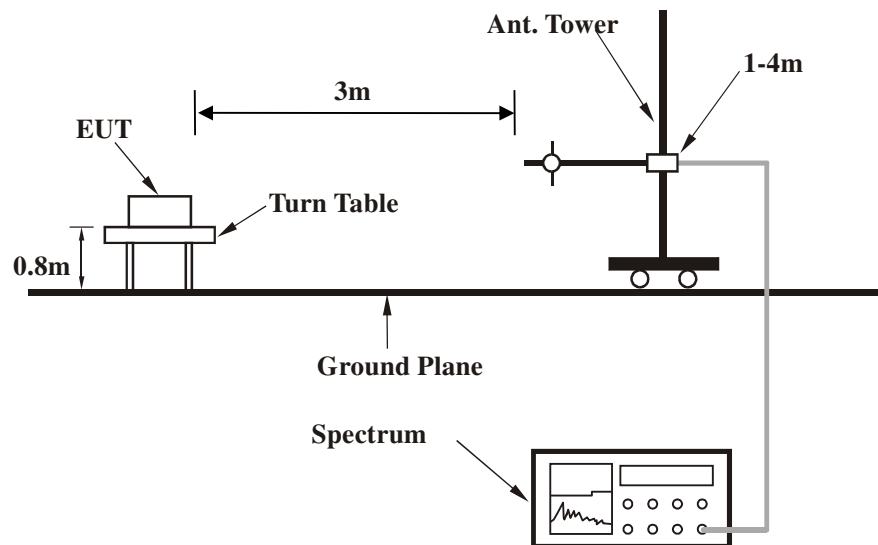 Ant. Tower
1-4m
3m
EUT
Turn Table
0.8m
Ground Plane
Spectrum